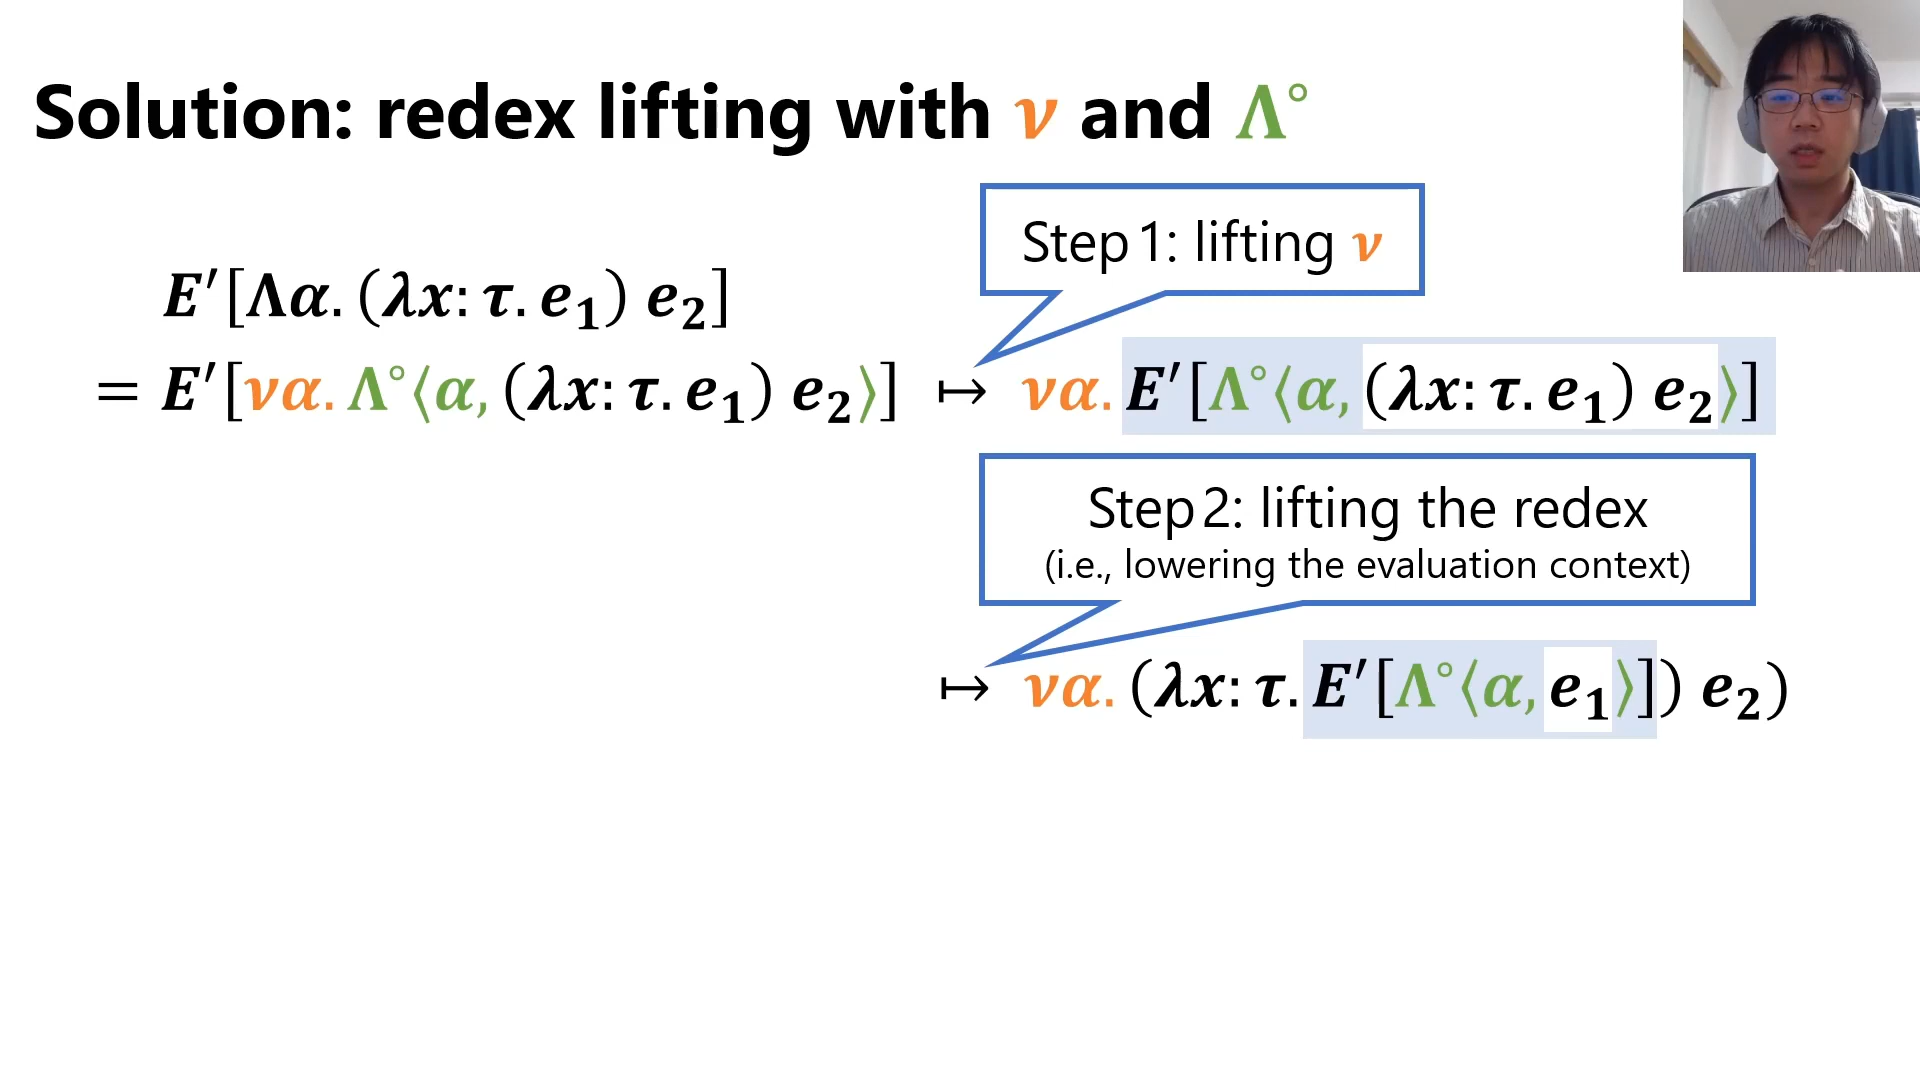 Solution: redex lifting with ν and Λ°
Step 1: lifting ν
E′[Λα. (λx: τ. e₁) e₂]
= E′[να. Λ°⟨α, (λx: τ. e₁) e₂⟩] ↦ να. E′[Λ°⟨α, (λx: τ. e₁) e₂⟩]
Step 2: lifting the redex
(i.e., lowering the evaluation context)
↦ να. (λx: τ. E′[Λ°⟨α, e₁⟩]) e₂)